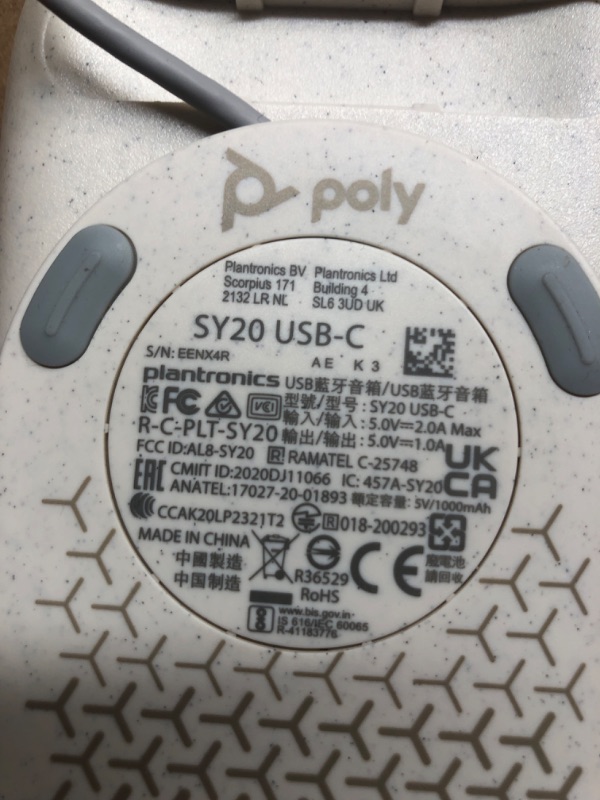 poly
Plantronics BV Plantronics Ltd
Scorpius 171 Building 4
2132 LR NL SL6 3UD UK
SY20 USB-C
S/N: EENX4R AE K 3
plantronics USB藍牙音箱/USB蓝牙音箱
FC VCI 型號/型号: SY20 USB-C
輸入/输入: 5.0V⎓2.0A Max
R-C-PLT-SY20 輸出/输出: 5.0V⎓1.0A
FCC ID:AL8-SY20 R RAMATEL C-25748 UK
EAC CMIIT ID:2020DJ11066 IC: 457A-SY20 CA
ANATEL:17027-20-01893 額定容量: 5V/1000mAh
CCAK20LP2321T2 R 018-200293
MADE IN CHINA CE 廢電池
中國製造 R36529 請回收
中国制造 RoHS
www.bis.gov.in
IS 616/IEC 60065
R-41183776